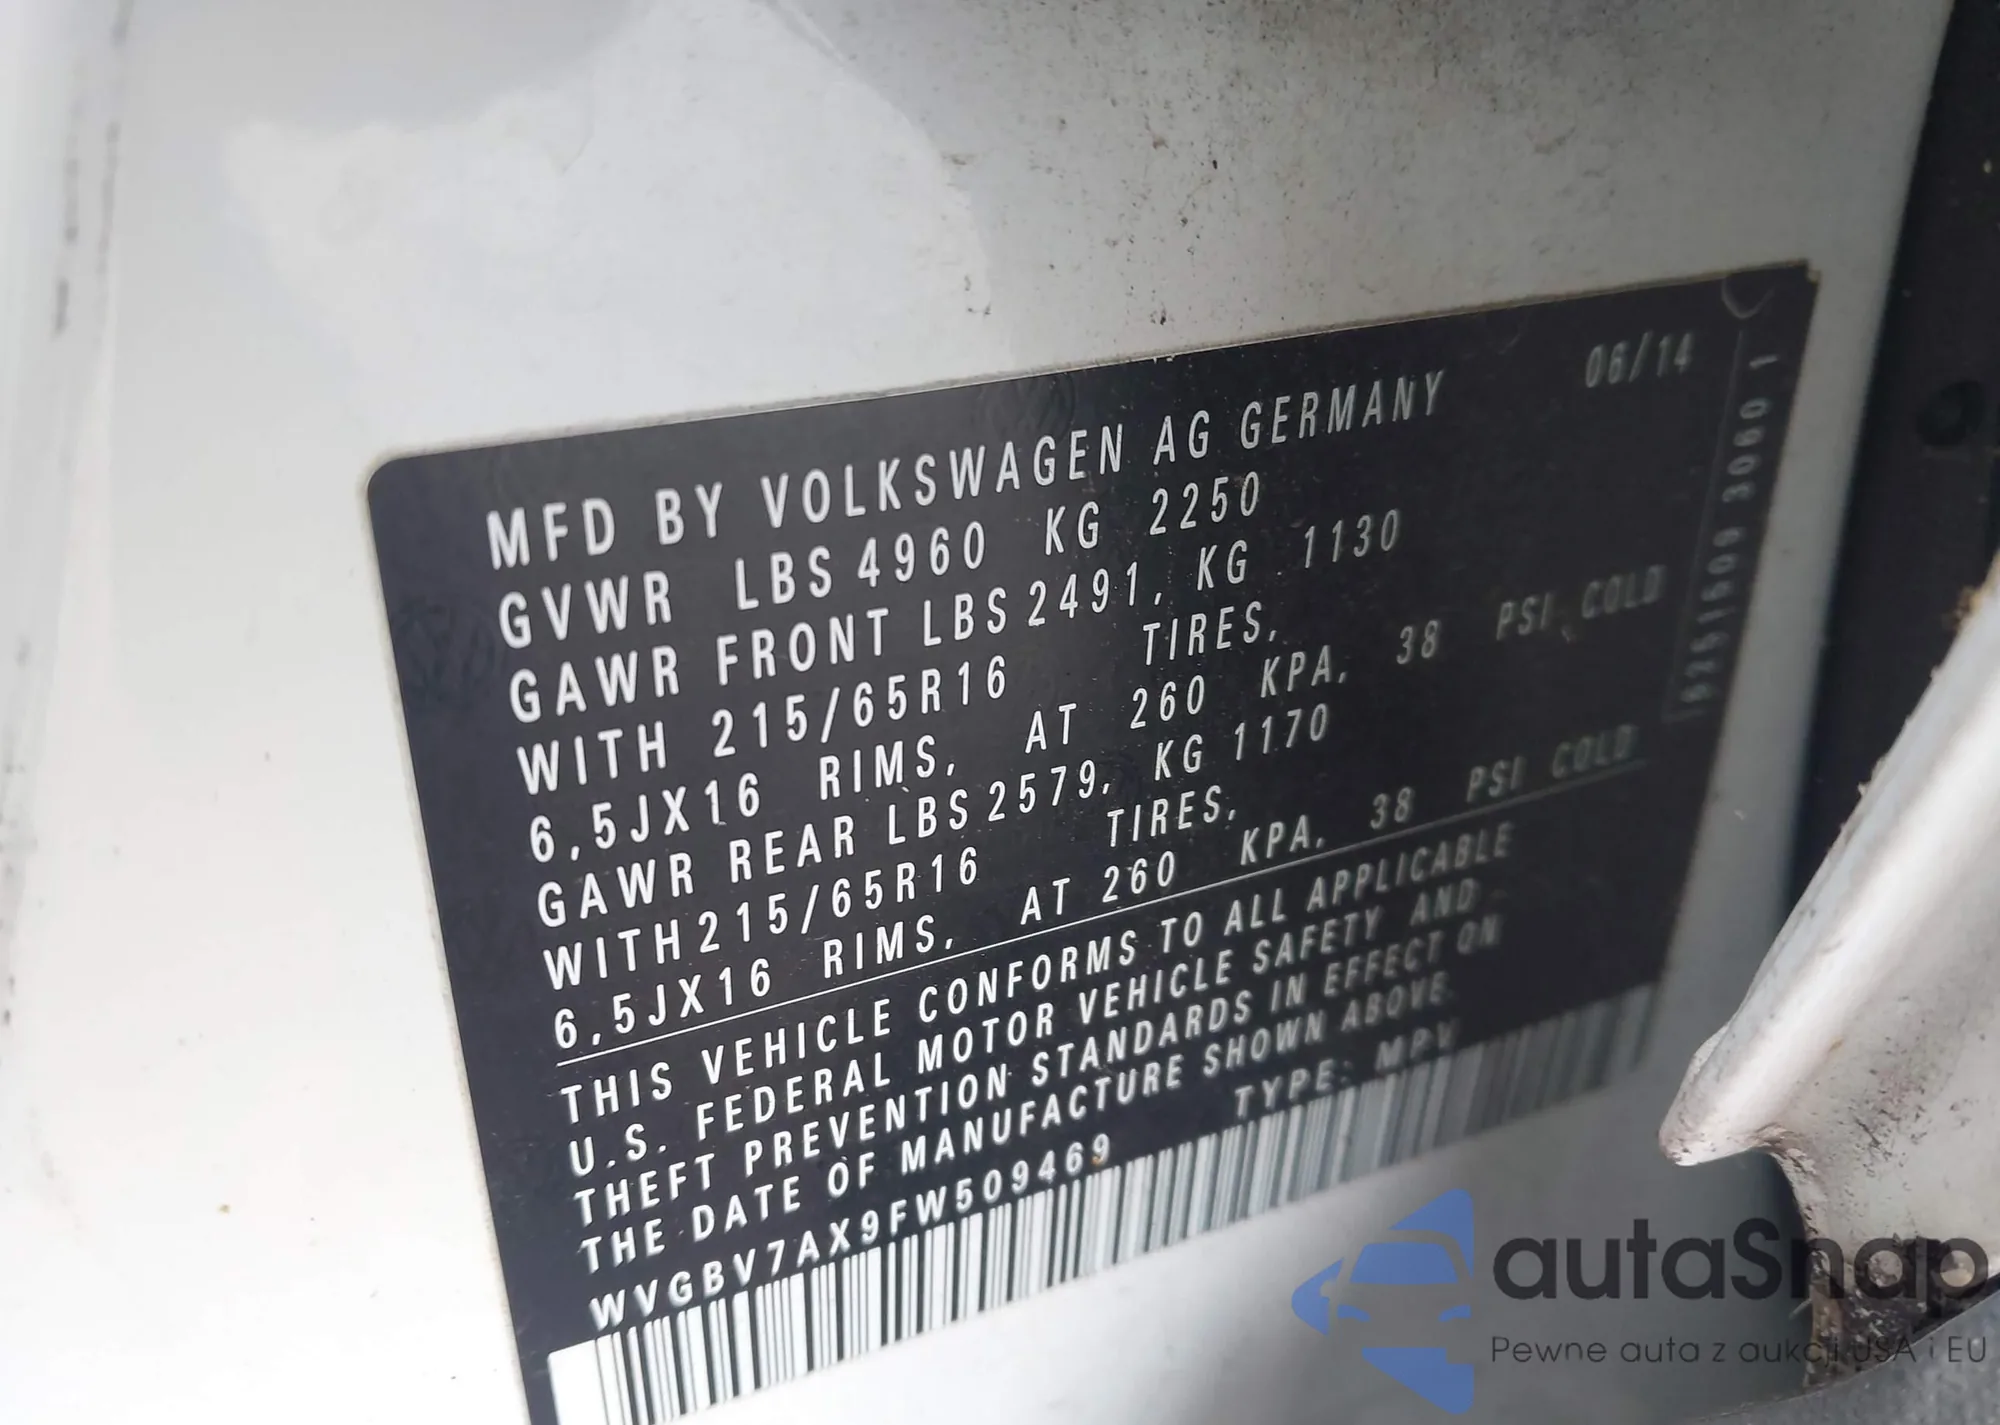 06/14
MFD BY VOLKSWAGEN AG GERMANY
GVWR LBS 4960 KG 2250
GAWR FRONT LBS 2491, KG 1130
WITH 215/65R16 TIRES,
6,5JX16 RIMS, AT 260 KPA, 38 PSI COLD
GAWR REAR LBS 2579, KG 1170
WITH 215/65R16 TIRES,
6,5JX16 RIMS, AT 260 KPA, 38 PSI COLD
THIS VEHICLE CONFORMS TO ALL APPLICABLE
U.S. FEDERAL MOTOR VEHICLE SAFETY AND
THEFT PREVENTION STANDARDS IN EFFECT ON
THE DATE OF MANUFACTURE SHOWN ABOVE.
WVGBV7AX9FW509469 TYPE: MPV
autaSnap
Pewne auta z aukcji USA i EU